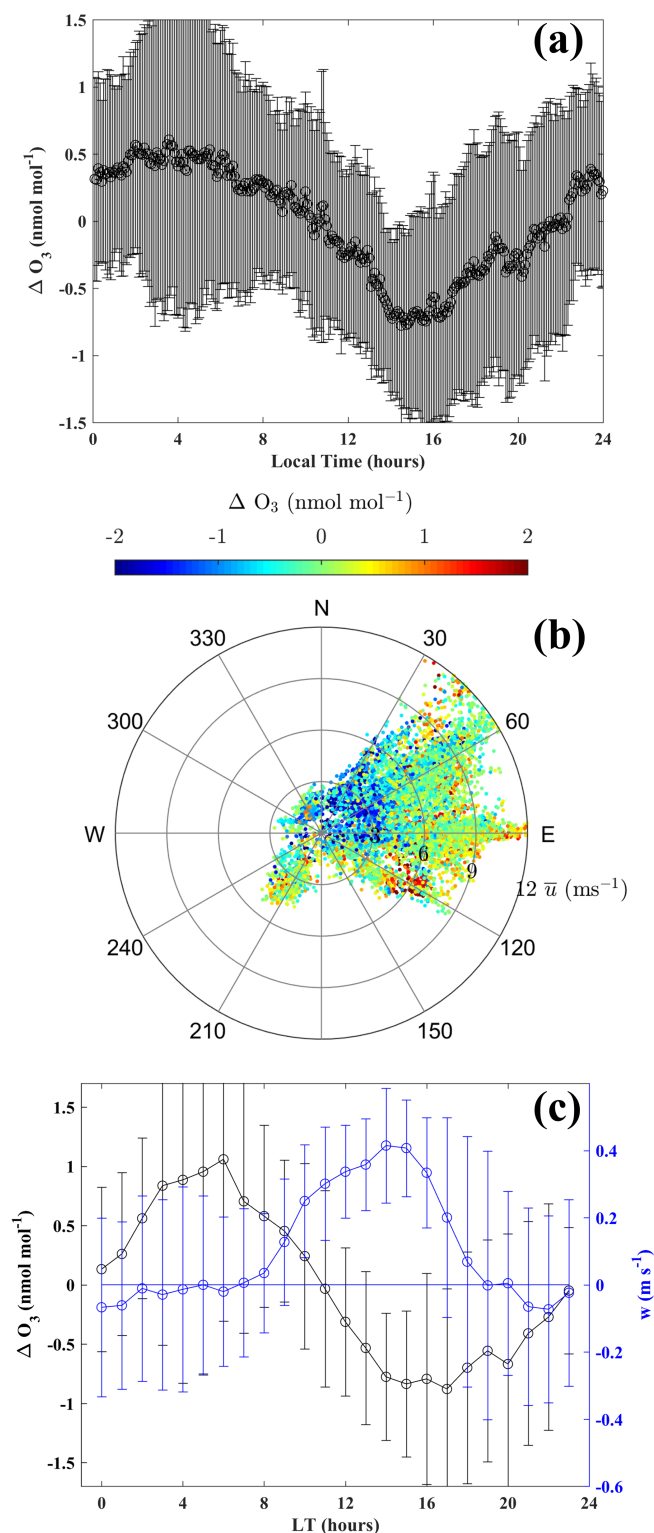 (a)
1.5
1
0.5
0
-0.5
-1
-1.5
Δ O₃ (nmol mol⁻¹)
0 4 8 12 16 20 24
Local Time (hours)
Δ O₃ (nmol mol⁻¹)
-2 -1 0 1 2
(b)
N
330 30
300 60
W E
3
6
9
12 u̅ (ms⁻¹)
240 120
210 150
(c)
1.5
1
0.5
0
-0.5
-1
-1.5
Δ O₃ (nmol mol⁻¹)
0.4
0.2
0
-0.2
-0.4
-0.6
w (m s⁻¹)
0 4 8 12 16 20 24
LT (hours)